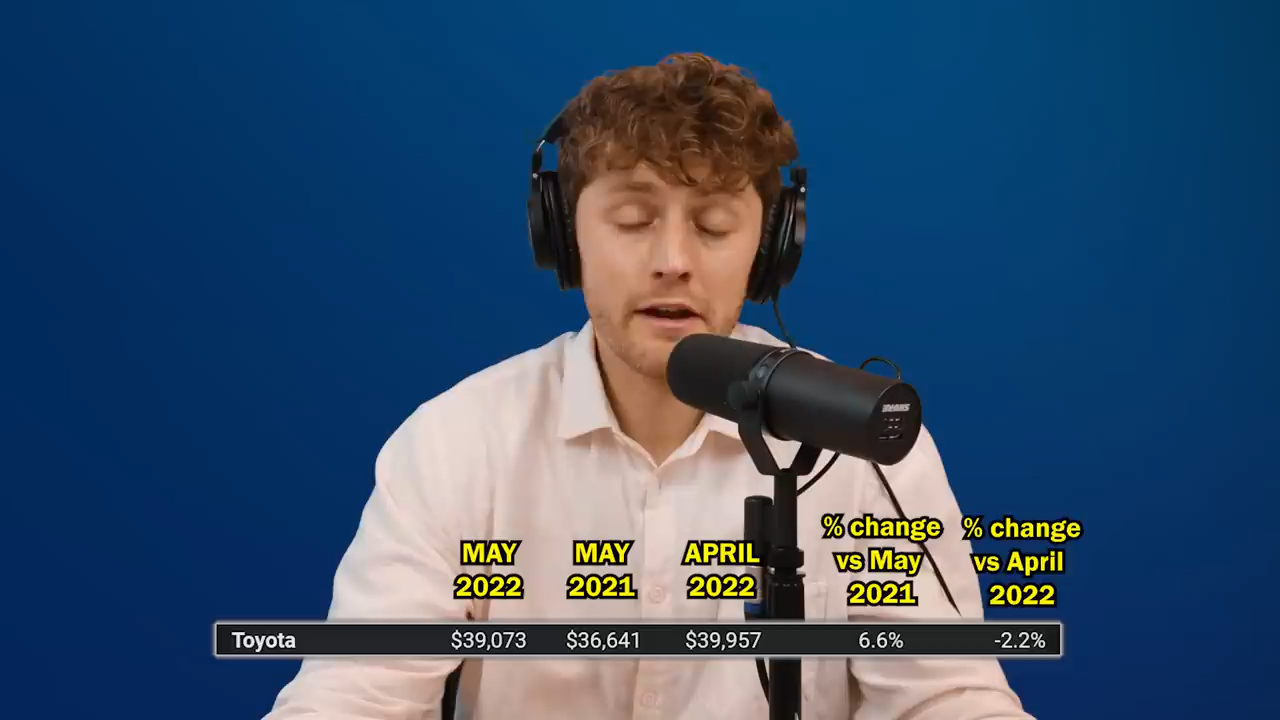 MAY
2022
MAY
2021
APRIL
2022
% change
vs May
2021
% change
vs April
2022
Toyota $39,073 $36,641 $39,957 6.6% -2.2%